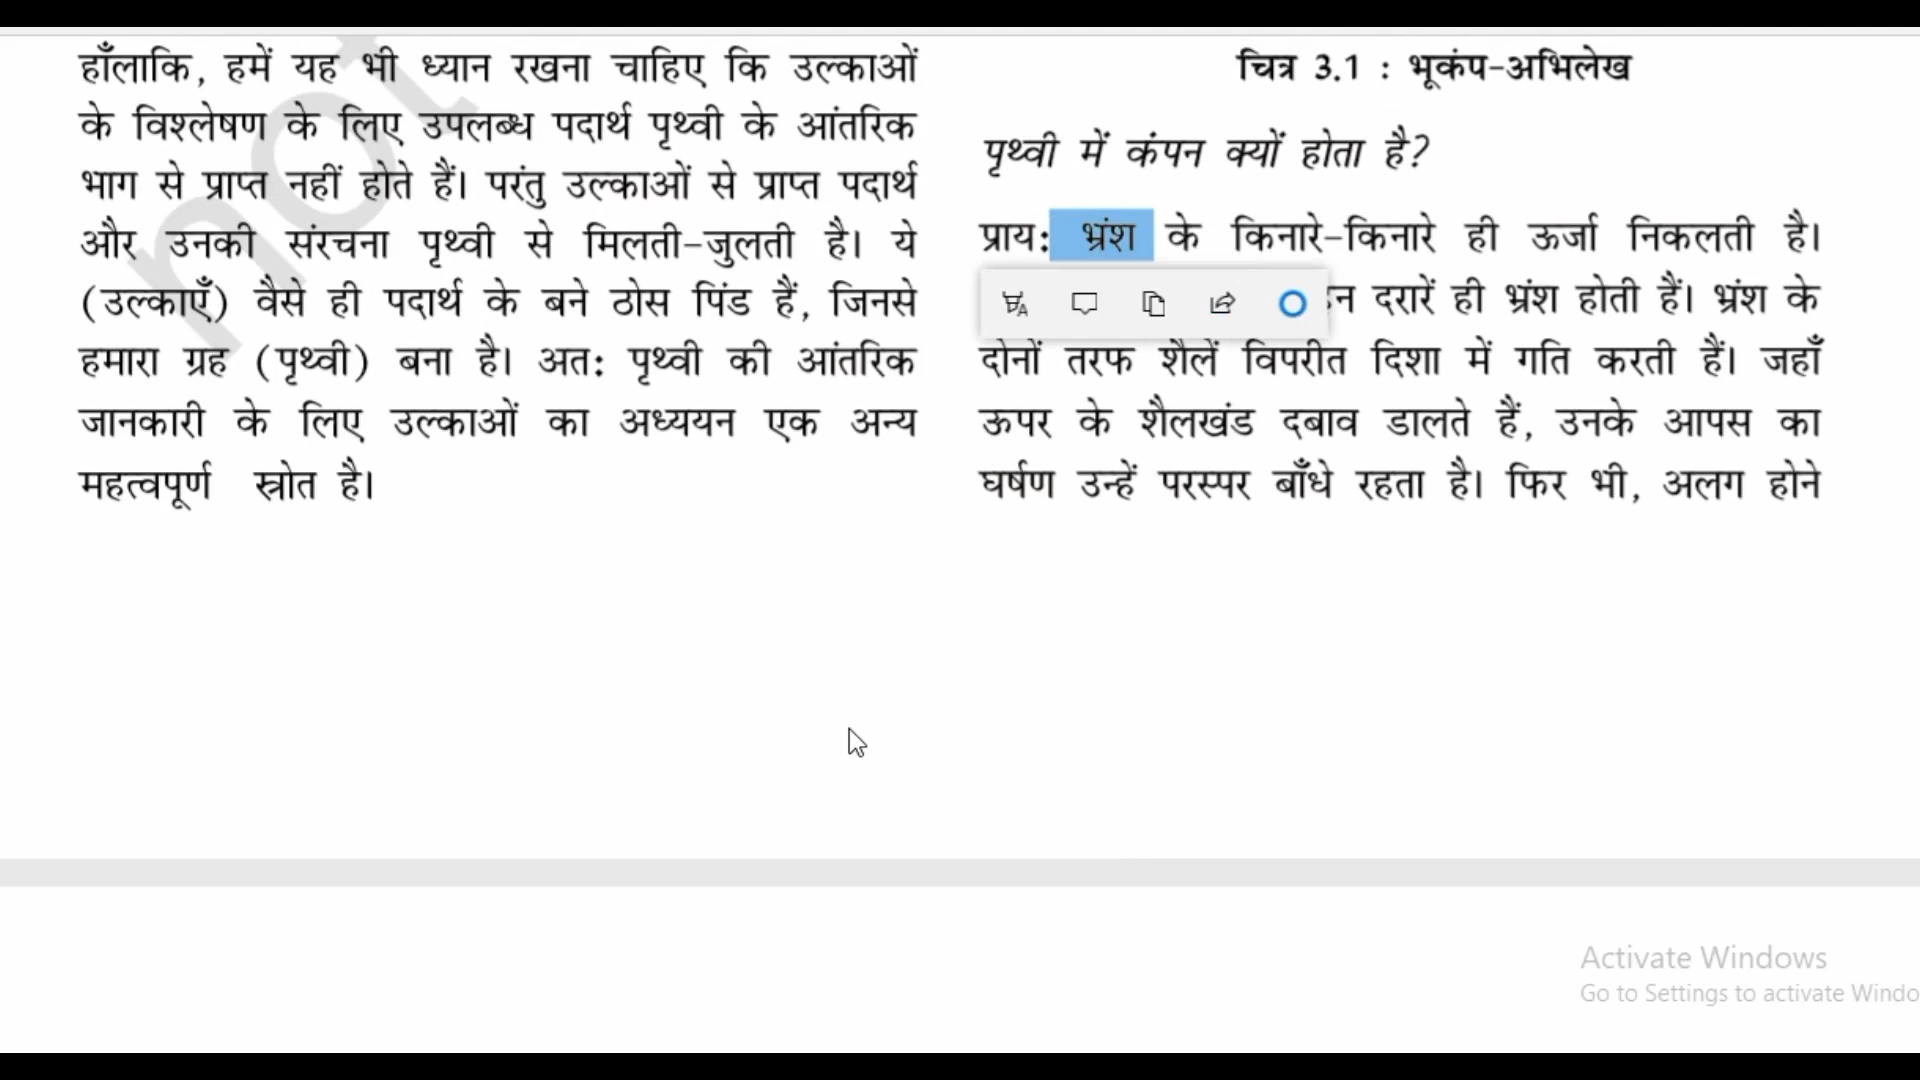 हाँलाकि, हमें यह भी ध्यान रखना चाहिए कि उल्काओं
के विश्लेषण के लिए उपलब्ध पदार्थ पृथ्वी के आंतरिक
भाग से प्राप्त नहीं होते हैं। परंतु उल्काओं से प्राप्त पदार्थ
और उनकी संरचना पृथ्वी से मिलती-जुलती है। ये
(उल्काएँ) वैसे ही पदार्थ के बने ठोस पिंड हैं, जिनसे
हमारा ग्रह (पृथ्वी) बना है। अत: पृथ्वी की आंतरिक
जानकारी के लिए उल्काओं का अध्ययन एक अन्य
महत्वपूर्ण स्रोत है।
चित्र 3.1 : भूकंप-अभिलेख
पृथ्वी में कंपन क्यों होता है?
प्राय: भ्रंश के किनारे-किनारे ही ऊर्जा निकलती है।
दरारें ही भ्रंश होती हैं। भ्रंश के
दोनों तरफ शैलें विपरीत दिशा में गति करती हैं। जहाँ
ऊपर के शैलखंड दबाव डालते हैं, उनके आपस का
घर्षण उन्हें परस्पर बाँधे रहता है। फिर भी, अलग होने
not
Activate Windows
Go to Settings to activate Windo